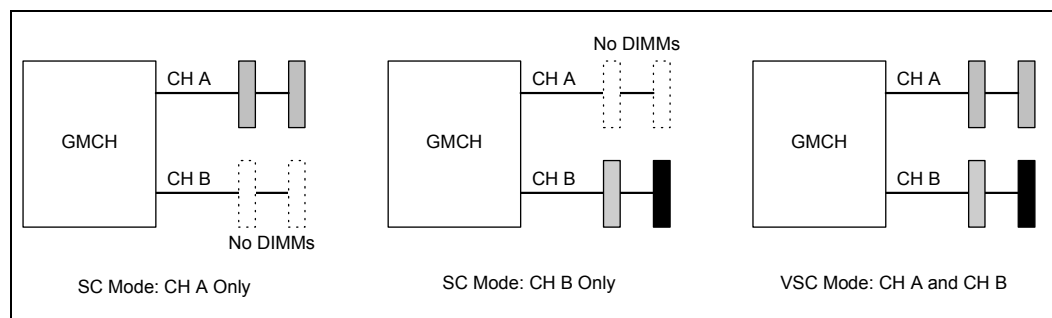 CH A
GMCH
CH B
No DIMMs
SC Mode: CH A Only
No DIMMs
CH A
GMCH
CH B
SC Mode: CH B Only
CH A
GMCH
CH B
VSC Mode: CH A and CH B